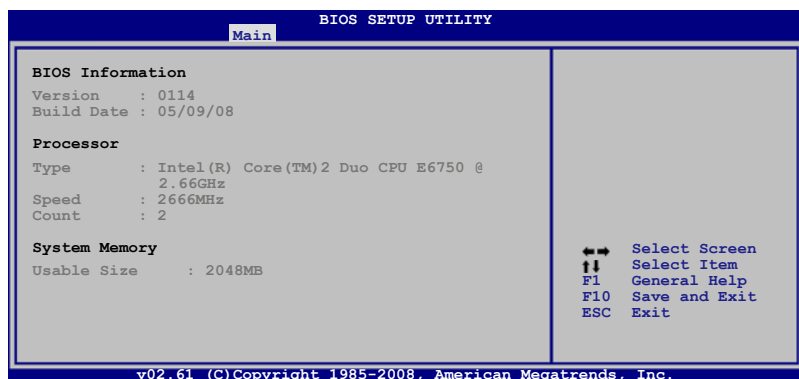 BIOS SETUP UTILITY
Main
BIOS Information
Version : 0114
Build Date : 05/09/08
Processor
Type : Intel(R) Core(TM)2 Duo CPU E6750 @
2.66GHz
Speed : 2666MHz
Count : 2
System Memory
Usable Size : 2048MB
←→ Select Screen
↑↓ Select Item
F1 General Help
F10 Save and Exit
ESC Exit
v02.61 (C)Copyright 1985-2008, American Megatrends, Inc.